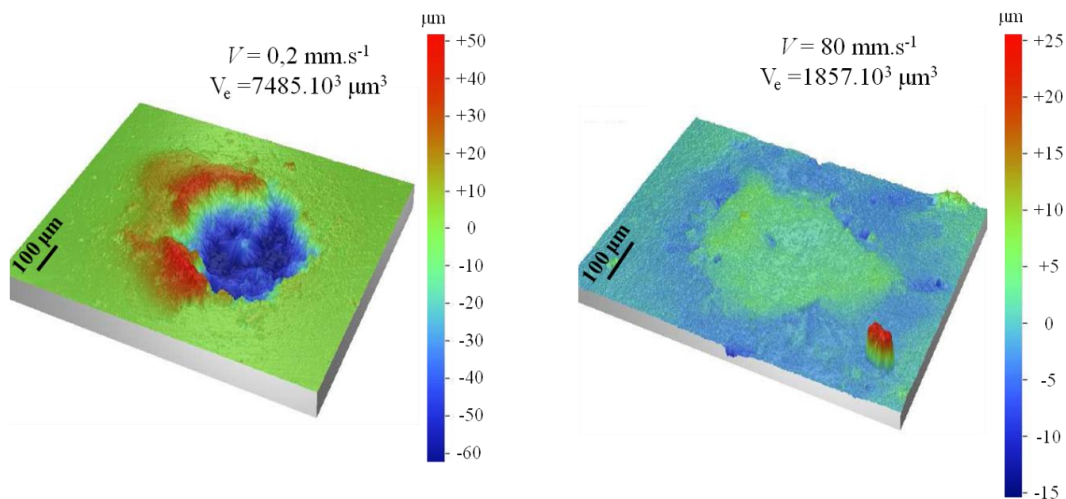 µm
V = 0,2 mm.s⁻¹
Vₑ =7485.10³ µm³
+50
+40
+30
+20
+10
0
-10
-20
-30
-40
-50
-60
100 µm
µm
V = 80 mm.s⁻¹
Vₑ =1857.10³ µm³
+25
+20
+15
+10
+5
0
-5
-10
-15
100 µm